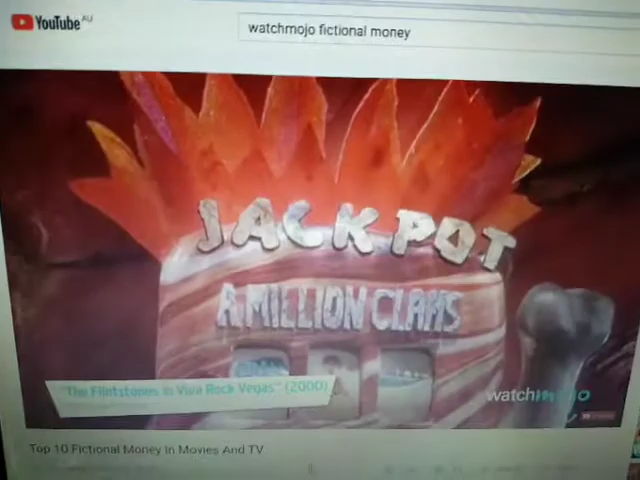 YouTube AU
watchmojo fictional money
JACKPOT
A MILLION CLAMS
"The Flintstones in Viva Rock Vegas" (2000)
watchmojo
Top 10 Fictional Money In Movies And TV